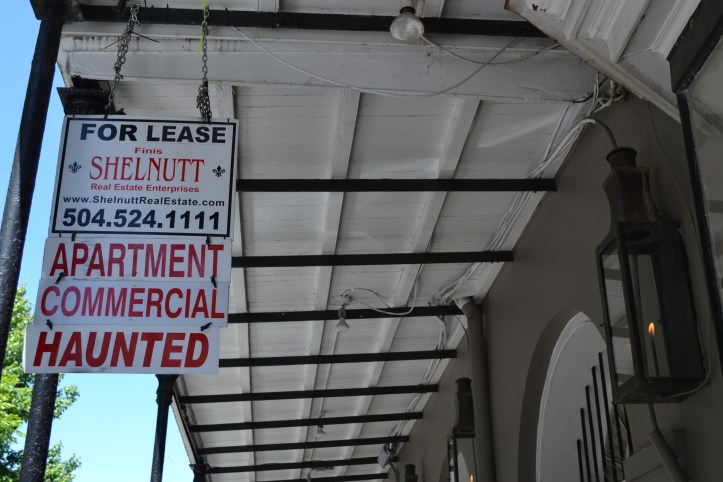 FOR LEASE
Finis
SHELNUTT
Real Estate Enterprises
www.ShelnuttRealEstate.com
504.524.1111
APARTMENT
COMMERCIAL
HAUNTED